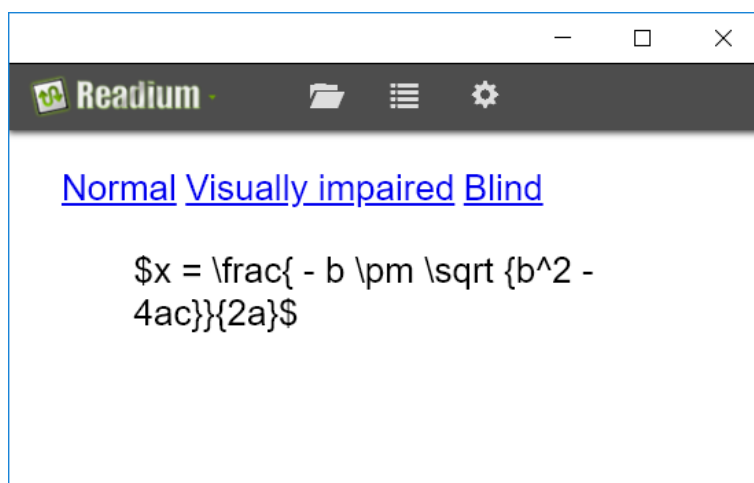 Readium
Normal Visually impaired Blind
$x = \frac{ - b \pm \sqrt {b^2 -
4ac}}{2a}$